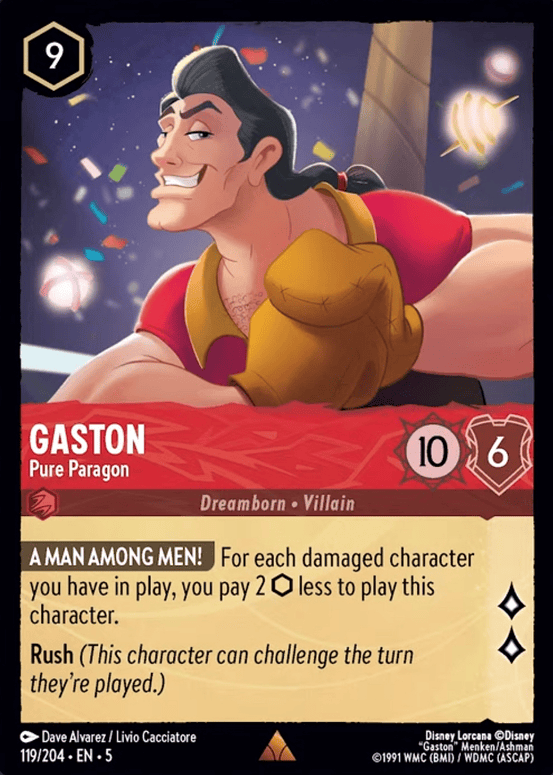 9
GASTON
Pure Paragon
10
6
Dreamborn • Villain
A MAN AMONG MEN! For each damaged character
you have in play, you pay 2 ⬡ less to play this
character.
Rush (This character can challenge the turn
they're played.)
Dave Alvarez / Livio Cacciatore
119/204 • EN • 5
Disney Lorcana ©Disney
"Gaston" Menken/Ashman
©1991 WMC (BMI) / WDMC (ASCAP)